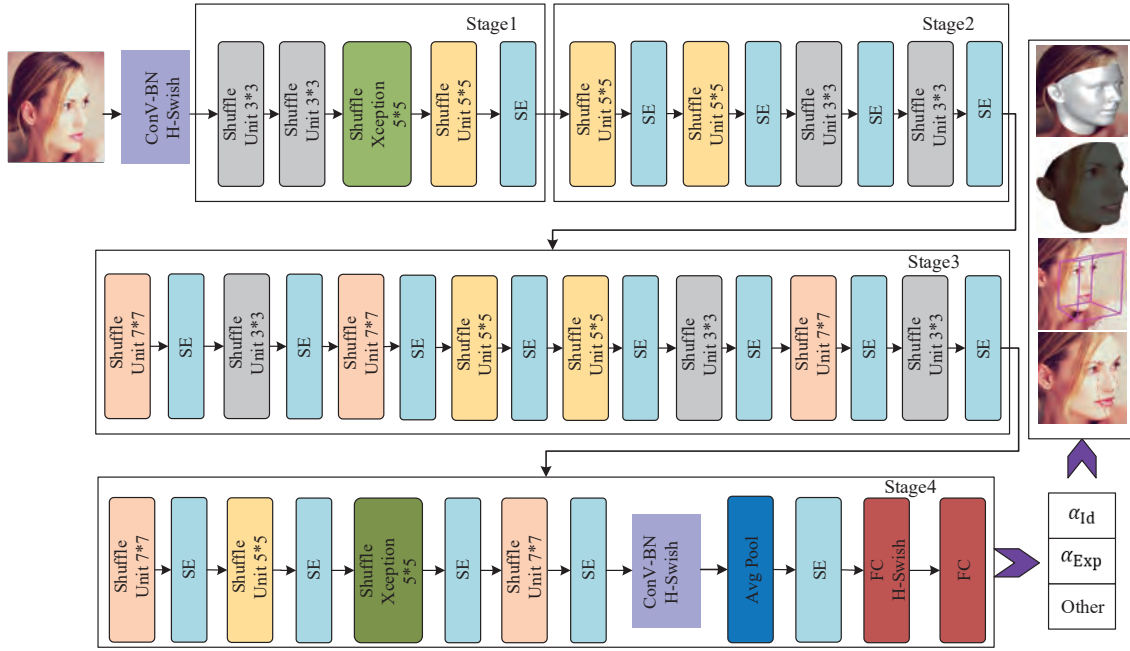 Stage1
ConV-BN
H-Swish
Shuffle
Unit 3*3
Shuffle
Unit 3*3
Shuffle
Xception
5*5
Shuffle
Unit 5*5
SE
Stage2
Shuffle
Unit 5*5
SE
Shuffle
Unit 5*5
SE
Shuffle
Unit 3*3
SE
Shuffle
Unit 3*3
SE
Stage3
Shuffle
Unit 7*7
SE
Shuffle
Unit 3*3
SE
Shuffle
Unit 7*7
SE
Shuffle
Unit 5*5
SE
Shuffle
Unit 5*5
SE
Shuffle
Unit 3*3
SE
Shuffle
Unit 7*7
SE
Shuffle
Unit 3*3
SE
Stage4
Shuffle
Unit 7*7
SE
Shuffle
Unit 5*5
SE
Shuffle
Xception
5*5
SE
Shuffle
Unit 7*7
SE
ConV-BN
H-Swish
Avg Pool
SE
FC
H-Swish
FC
αId
αExp
Other